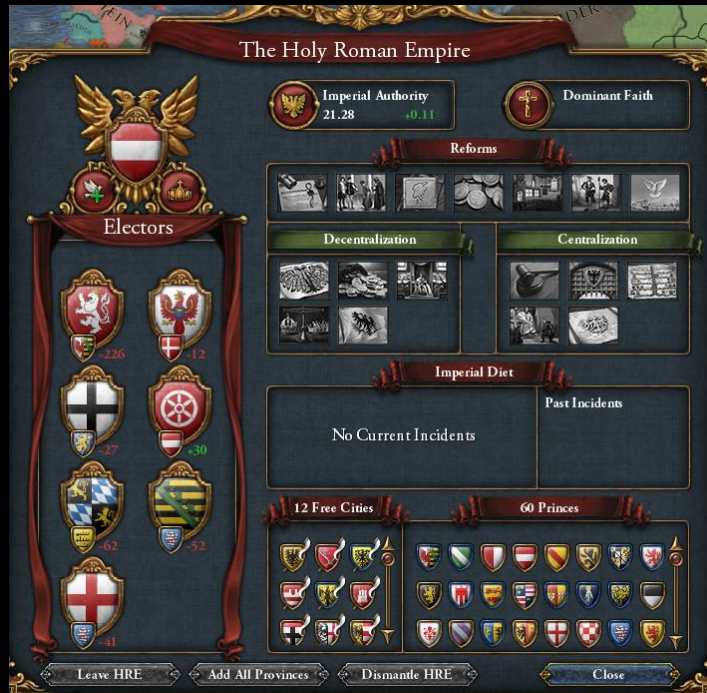 EIN
DER
The Holy Roman Empire
Imperial Authority
21.28 +0.11
Dominant Faith
Reforms
Electors
Decentralization
Centralization
-226
-12
Imperial Diet
-27
+30
No Current Incidents
Past Incidents
-62
-52
12 Free Cities
60 Princes
-41
Leave HRE
Add All Provinces
Dismantle HRE
Close